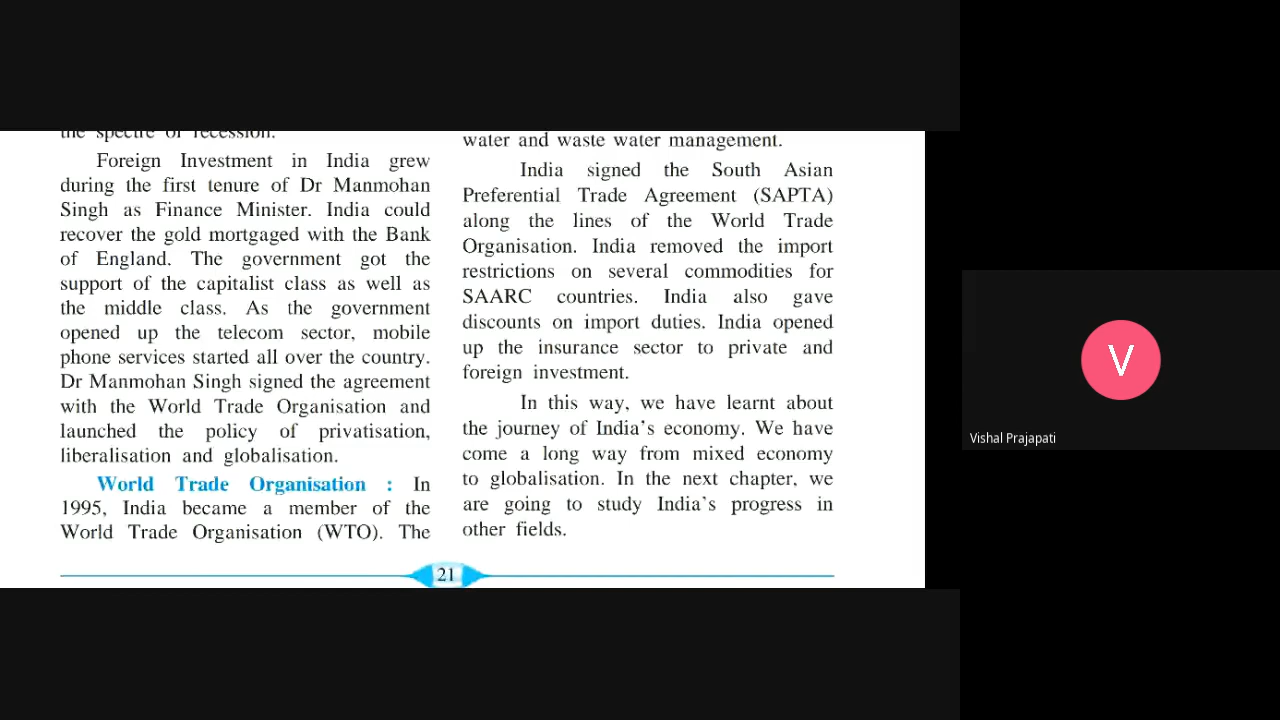 the spectre of recession.
Foreign Investment in India grew
during the first tenure of Dr Manmohan
Singh as Finance Minister. India could
recover the gold mortgaged with the Bank
of England. The government got the
support of the capitalist class as well as
the middle class. As the government
opened up the telecom sector, mobile
phone services started all over the country.
Dr Manmohan Singh signed the agreement
with the World Trade Organisation and
launched the policy of privatisation,
liberalisation and globalisation.
World Trade Organisation : In
1995, India became a member of the
World Trade Organisation (WTO). The
water and waste water management.
India signed the South Asian
Preferential Trade Agreement (SAPTA)
along the lines of the World Trade
Organisation. India removed the import
restrictions on several commodities for
SAARC countries. India also gave
discounts on import duties. India opened
up the insurance sector to private and
foreign investment.
In this way, we have learnt about
the journey of India's economy. We have
come a long way from mixed economy
to globalisation. In the next chapter, we
are going to study India's progress in
other fields.
21
V
Vishal Prajapati